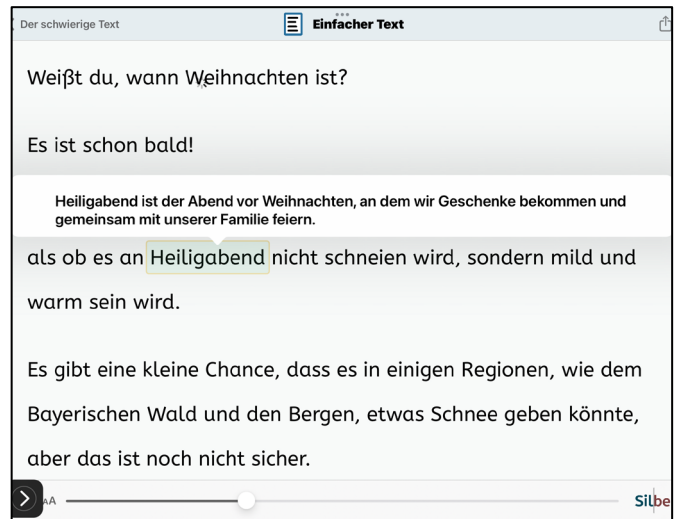 Der schwierige Text
Einfacher Text
Weißt du, wann Weihnachten ist?
Es ist schon bald!
Heiligabend ist der Abend vor Weihnachten, an dem wir Geschenke bekommen und
gemeinsam mit unserer Familie feiern.
als ob es an Heiligabend nicht schneien wird, sondern mild und
warm sein wird.
Es gibt eine kleine Chance, dass es in einigen Regionen, wie dem
Bayerischen Wald und den Bergen, etwas Schnee geben könnte,
aber das ist noch nicht sicher.
AA
Silbe